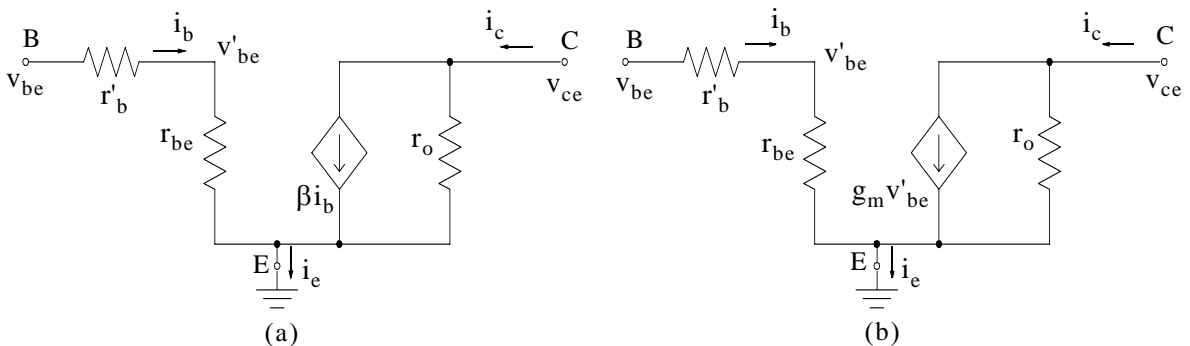 B
i_b
v'_be
i_c
C
v_be
r'_b
v_ce
r_be
r_o
βi_b
E
i_e
(a)
B
i_b
v'_be
i_c
C
v_be
r'_b
v_ce
r_be
r_o
g_m v'_be
E
i_e
(b)